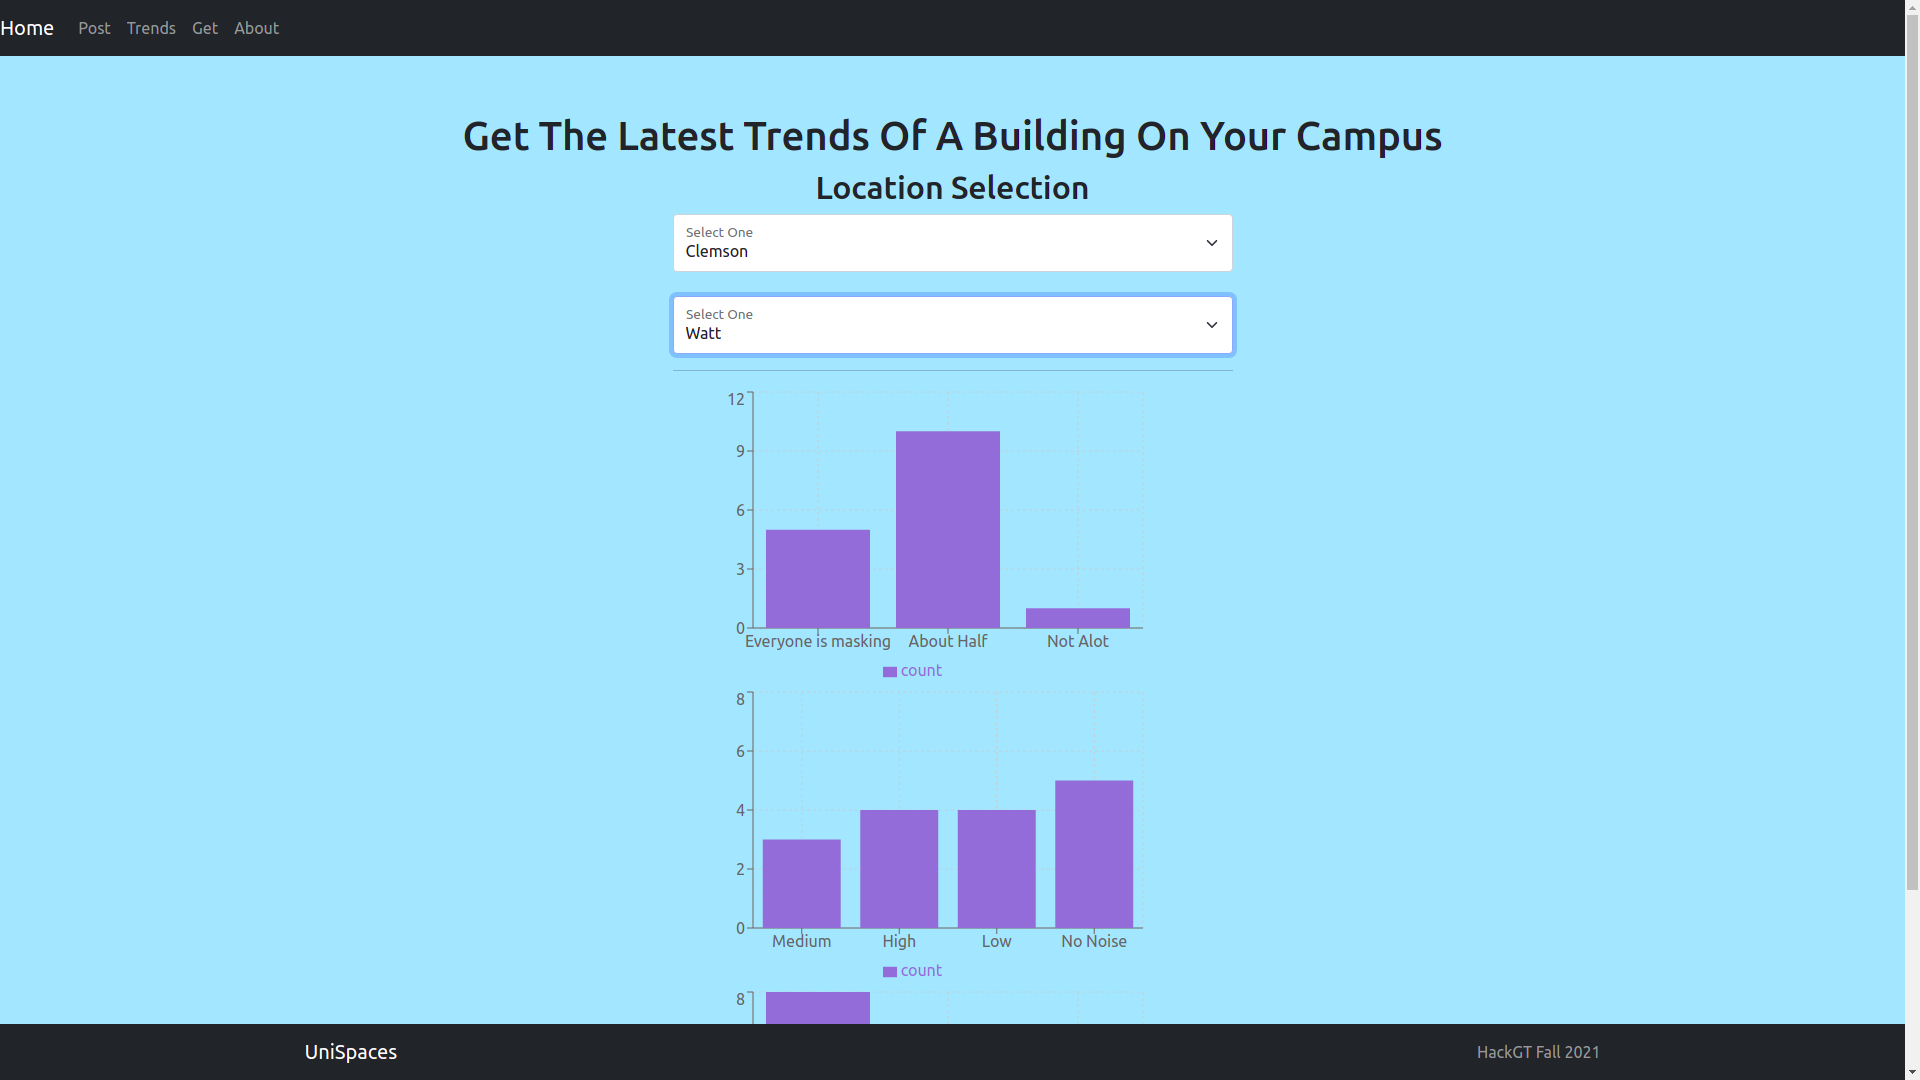 Home Post Trends Get About
Get The Latest Trends Of A Building On Your Campus
Location Selection
Select One
Clemson
Select One
Watt
12
9
6
3
0
Everyone is masking About Half Not Alot
count
8
6
4
2
0
Medium High Low No Noise
count
8
UniSpaces HackGT Fall 2021